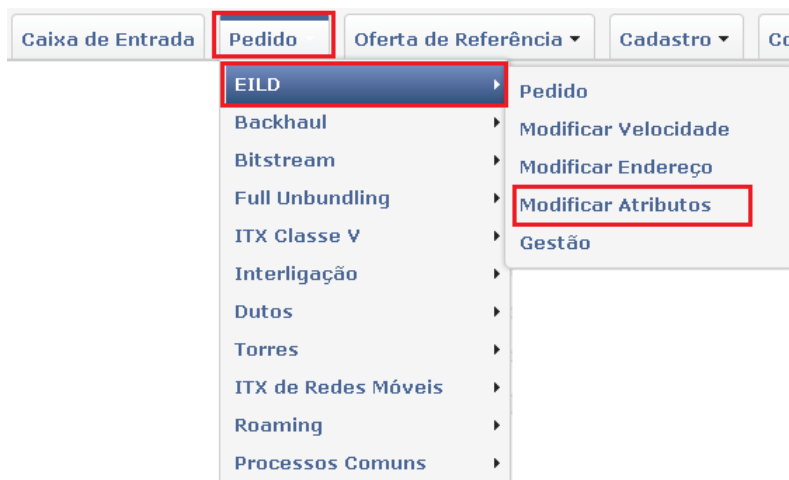 Caixa de Entrada Pedido Oferta de Referência Cadastro
EILD
Backhaul
Bitstream
Full Unbundling
ITX Classe V
Interligação
Dutos
Torres
ITX de Redes Móveis
Roaming
Processos Comuns
Pedido
Modificar Velocidade
Modificar Endereço
Modificar Atributos
Gestão